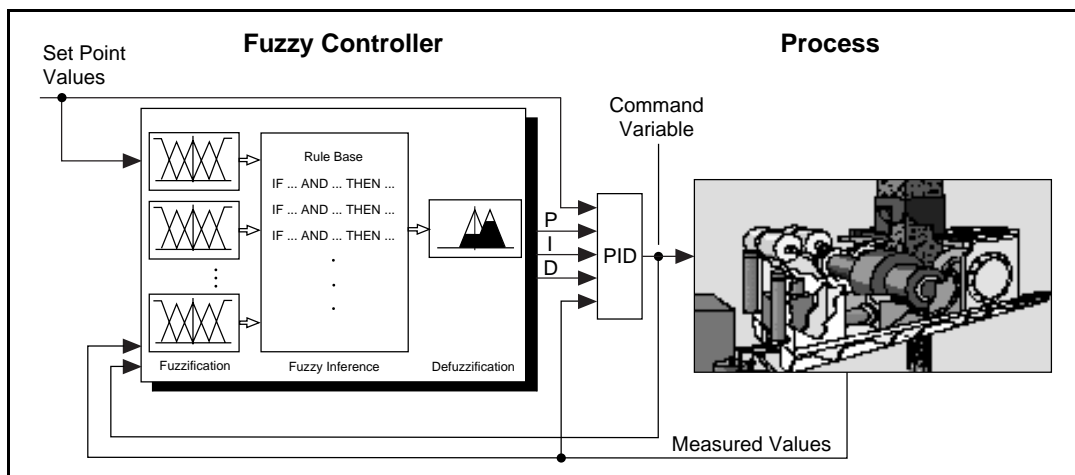 Fuzzy Controller
Process
Set Point
Values
Command
Variable
Rule Base
IF ... AND ... THEN ...
IF ... AND ... THEN ...
IF ... AND ... THEN ...
.
.
.
P
I
D
PID
Fuzzification
Fuzzy Inference
Defuzzification
Measured Values